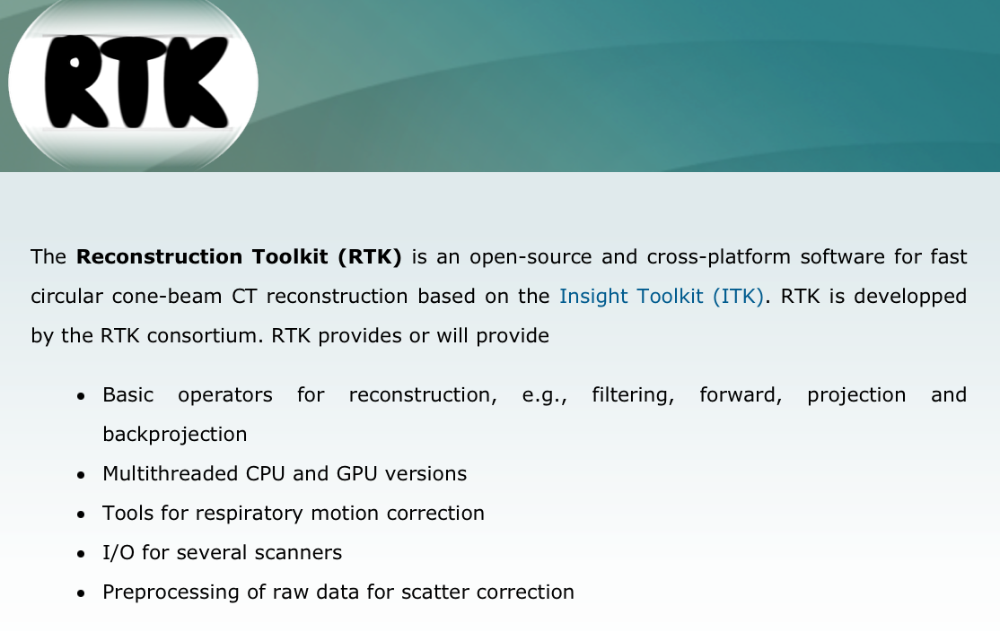 RTK
The Reconstruction Toolkit (RTK) is an open-source and cross-platform software for fast
circular cone-beam CT reconstruction based on the Insight Toolkit (ITK). RTK is developped
by the RTK consortium. RTK provides or will provide
• Basic operators for reconstruction, e.g., filtering, forward, projection and
backprojection
• Multithreaded CPU and GPU versions
• Tools for respiratory motion correction
• I/O for several scanners
• Preprocessing of raw data for scatter correction